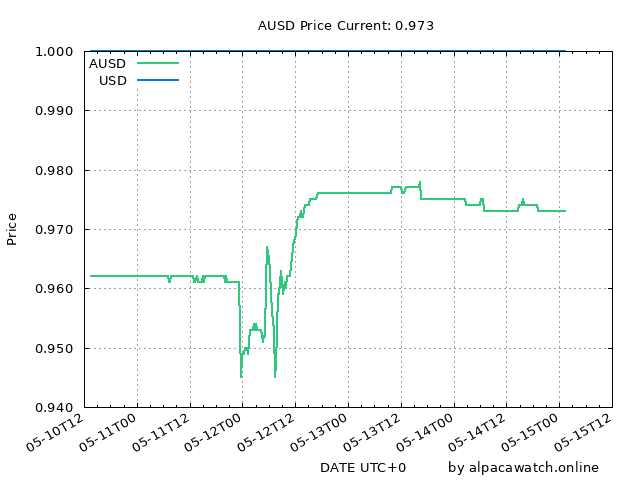 AUSD Price Current: 0.973
1.000
0.990
0.980
0.970
0.960
0.950
0.940
Price
AUSD
USD
05-10T12
05-11T00
05-11T12
05-12T00
05-12T12
05-13T00
05-13T12
05-14T00
05-14T12
05-15T00
05-15T12
DATE UTC+0
by alpacawatch.online